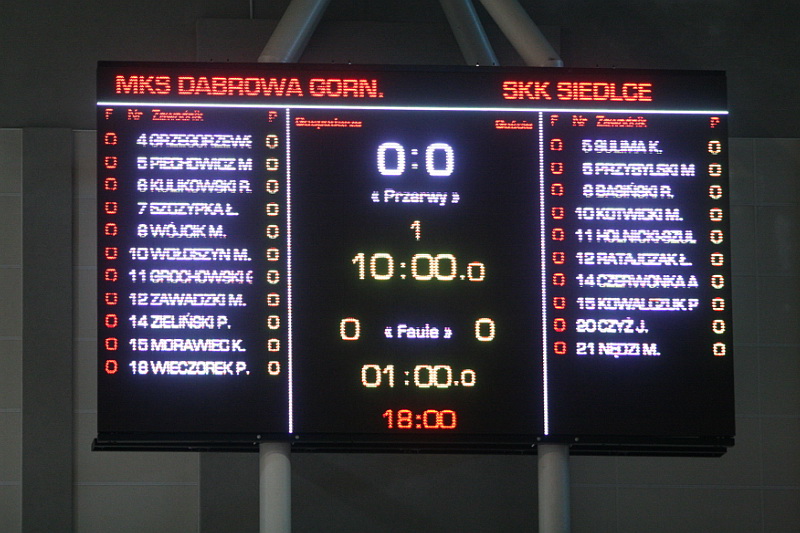 MKS DABROWA GORN. SKK SIEDLCE
F Nr Zawodnik P
0 4 GRZEGORZEWS 0
0 5 PIECHOWICZ M 0
0 6 KULIKOWSKI R. 0
0 7 SZCZYPKA Ł. 0
0 8 WÓJCIK M. 0
0 10 WOŁOSZYN M. 0
0 11 GROCHOWSKI 0
0 12 ZAWADZKI M. 0
0 14 ZIELIŃSKI P. 0
0 15 MORAWIEC K. 0
0 18 WIECZOREK P. 0
Gospodarze Goście
0:0
« Przerwy »
1
10:00.0
0 « Faule » 0
01:00.0
18:00
F Nr Zawodnik P
0 5 SULIMA K. 0
0 6 PRZYBYLSKI M 0
0 8 BASIŃSKI R. 0
0 10 KOTWICKI M. 0
0 11 HOLNICKI-SZUL 0
0 12 RATAJCZAK Ł. 0
0 14 CZERWONKA A 0
0 15 KOWALCZUK P 0
0 20 CZYŻ J. 0
0 21 NĘDZI M. 0